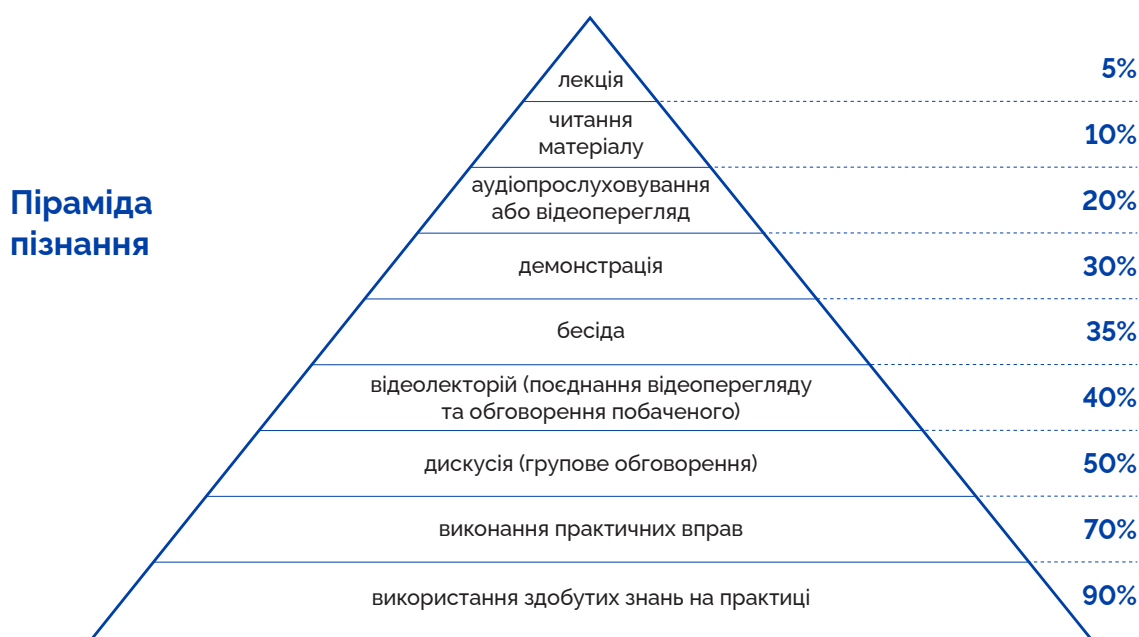 Піраміда
пізнання
лекція
5%
читання
матеріалу
10%
аудіопрослуховування
або відеоперегляд
20%
демонстрація
30%
бесіда
35%
відеолекторій (поєднання відеоперегляду
та обговорення побаченого)
40%
дискусія (групове обговорення)
50%
виконання практичних вправ
70%
використання здобутих знань на практиці
90%